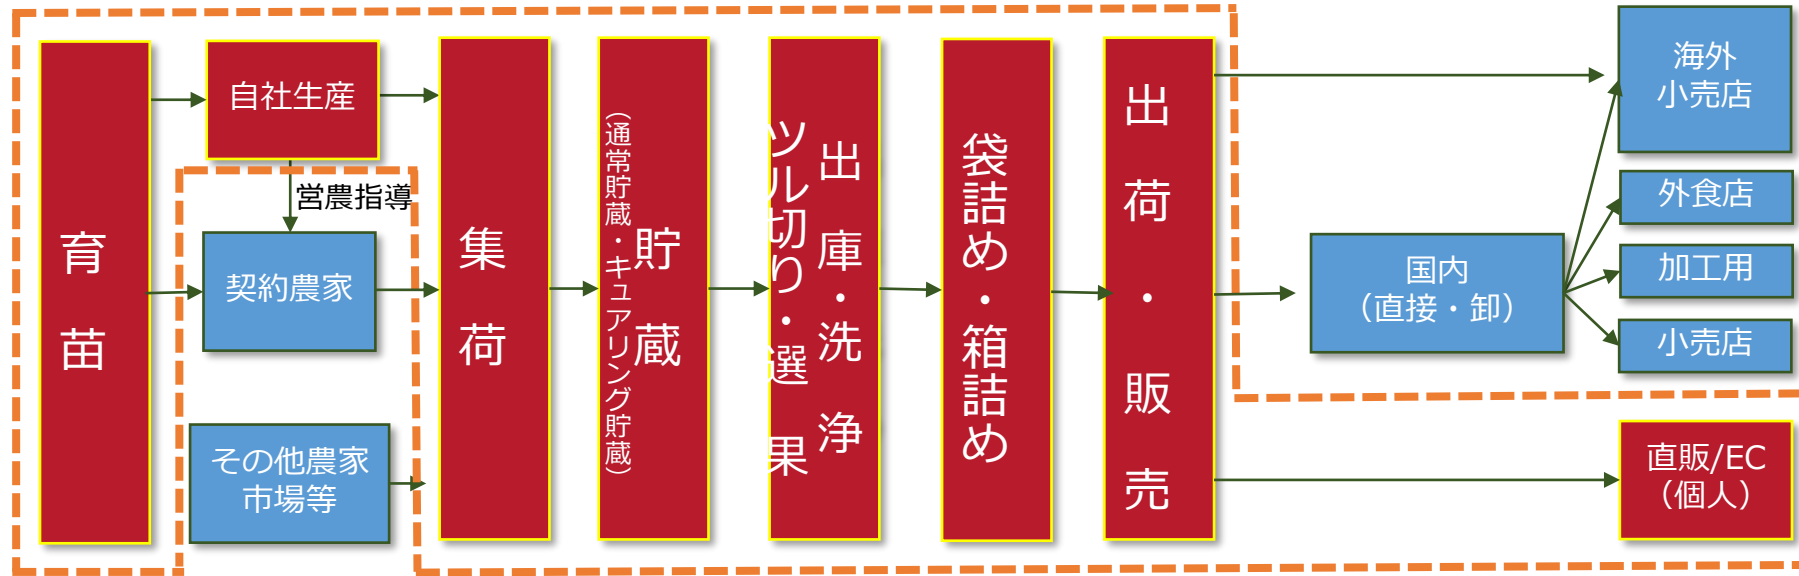 育苗
自社生産
営農指導
契約農家
その他農家
市場等
集荷
貯蔵
（通常貯蔵・キュアリング貯蔵）
出庫・洗浄
ツル切り・選果
袋詰め・箱詰め
出荷・販売
国内
（直接・卸）
海外
小売店
外食店
加工用
小売店
直販/EC
（個人）